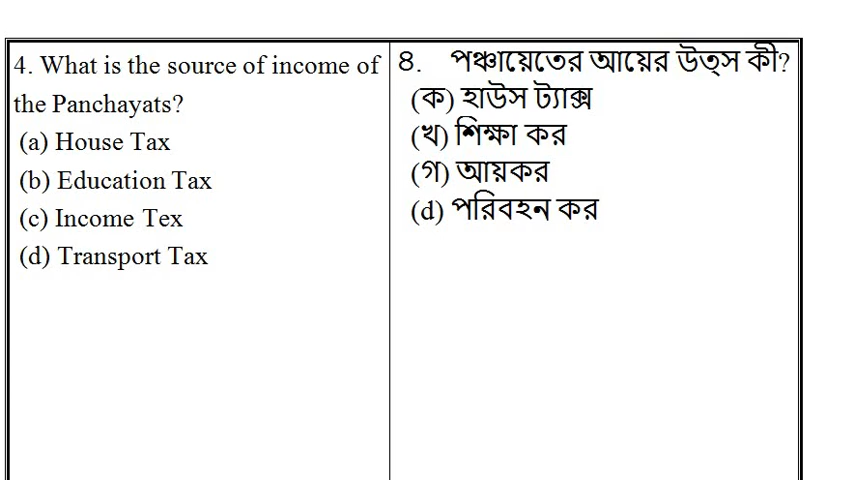 4. What is the source of income of
the Panchayats?
(a) House Tax
(b) Education Tax
(c) Income Tex
(d) Transport Tax
৪. পঞ্চায়েতের আয়ের উত্স কী?
(ক) হাউস ট্যাক্স
(খ) শিক্ষা কর
(গ) আয়কর
(d) পরিবহন কর